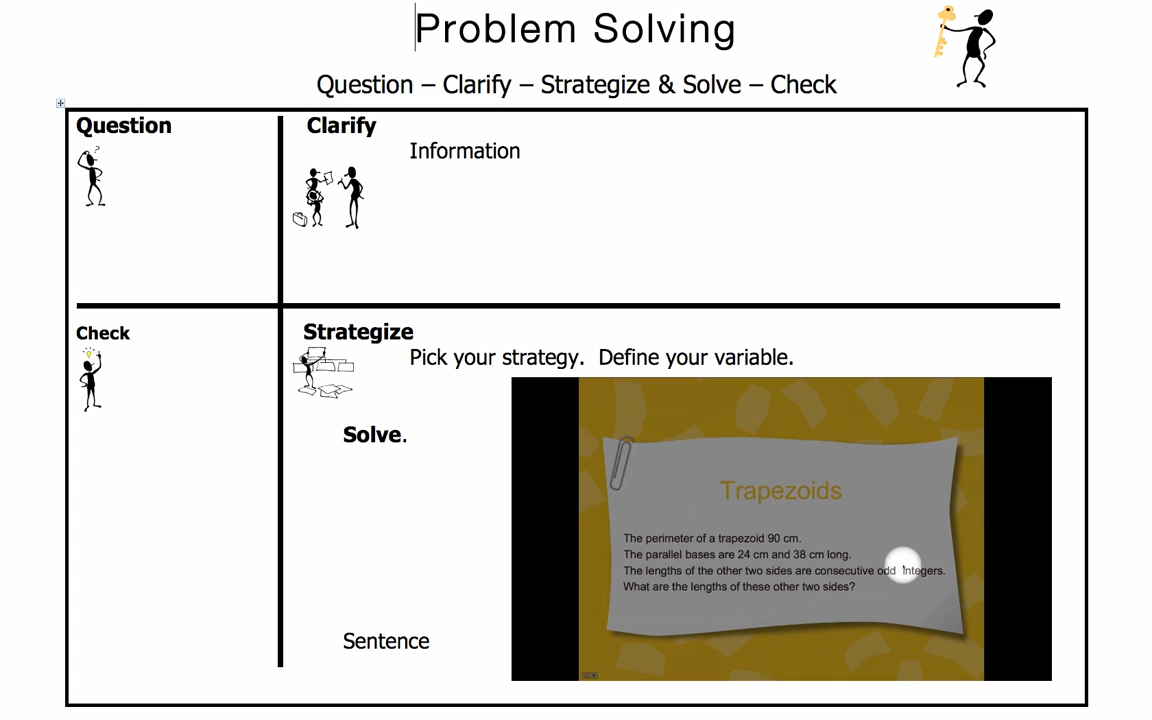 Problem Solving
Question – Clarify – Strategize & Solve – Check
Question
Clarify
Information
Check
Strategize
Pick your strategy. Define your variable.
Solve.
Trapezoids
The perimeter of a trapezoid 90 cm.
The parallel bases are 24 cm and 38 cm long.
The lengths of the other two sides are consecutive odd integers.
What are the lengths of these other two sides?
Sentence